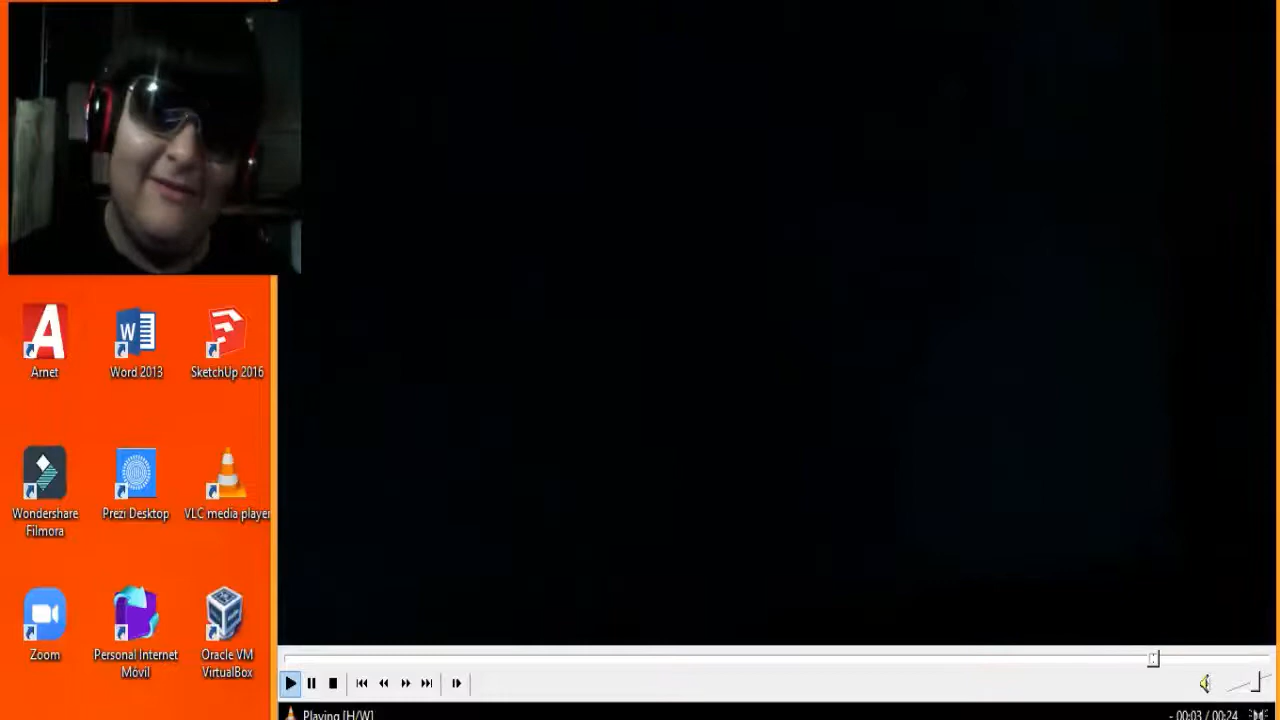 Arnet
Word 2013
SketchUp 2016
Wondershare
Filmora
Prezi Desktop
VLC media player
Zoom
Personal Internet
Móvil
Oracle VM
VirtualBox
Playing [H/W]
- 00:03 / 00:24